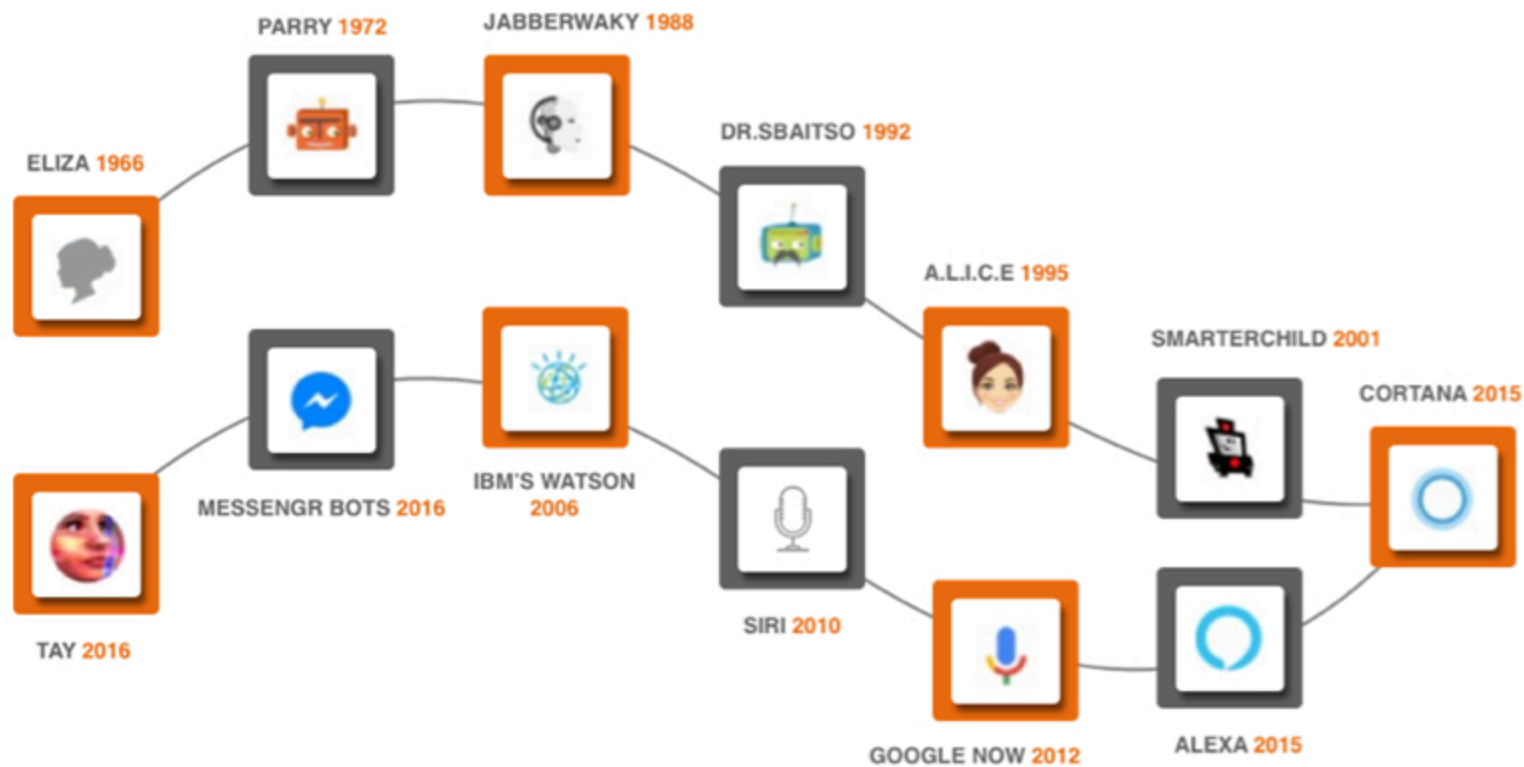 PARRY 1972
JABBERWAKY 1988
DR.SBAITSO 1992
ELIZA 1966
A.L.I.C.E 1995
SMARTERCHILD 2001
CORTANA 2015
MESSENGR BOTS 2016
IBM'S WATSON
2006
SIRI 2010
TAY 2016
GOOGLE NOW 2012
ALEXA 2015